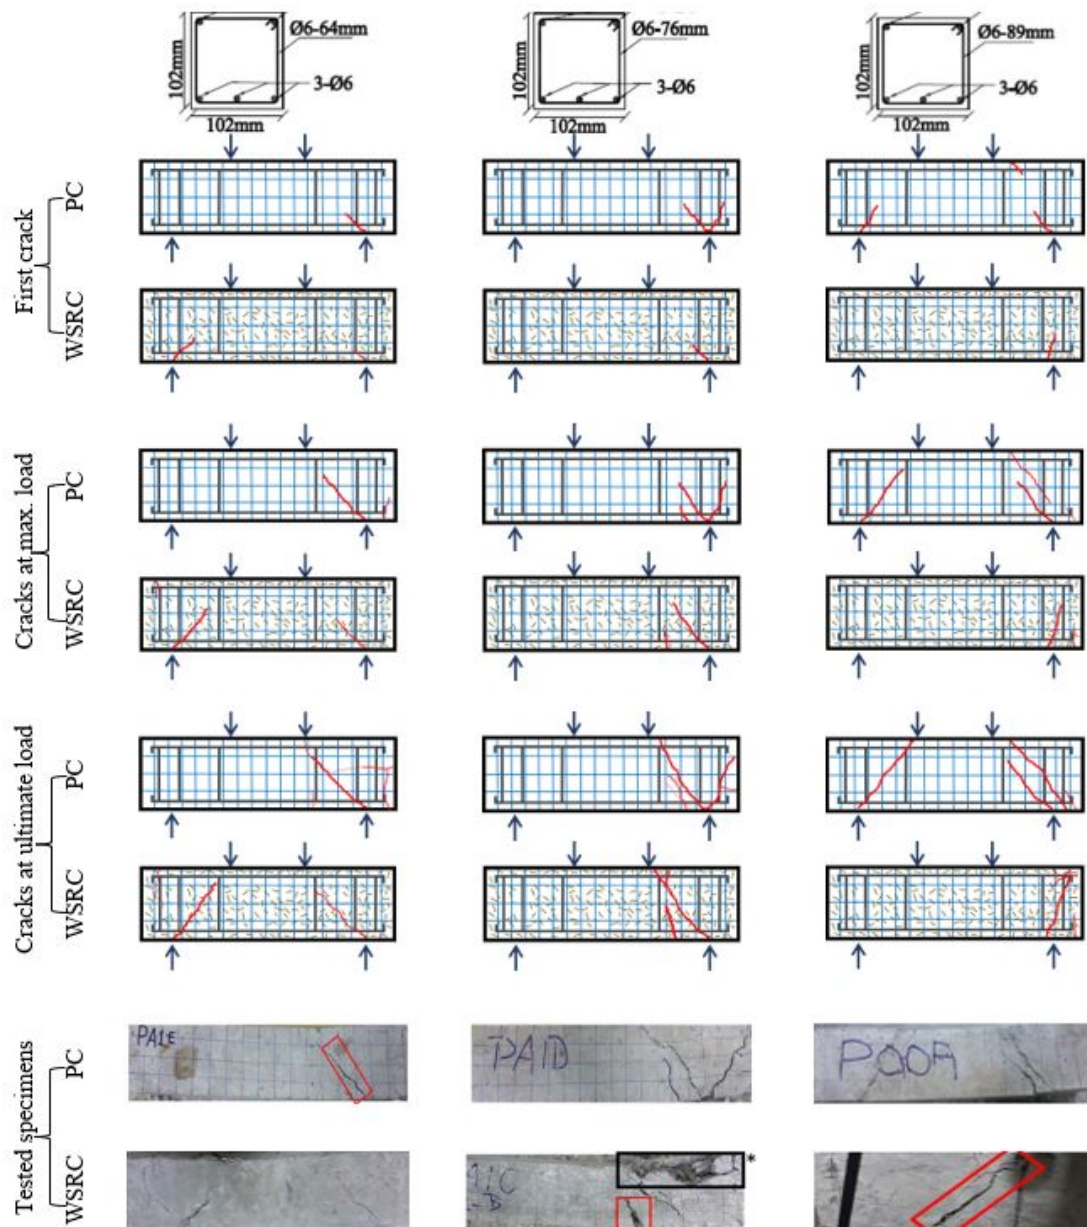 102mm
Ø6-64mm
3-Ø6
102mm
102mm
Ø6-76mm
3-Ø6
102mm
102mm
Ø6-89mm
3-Ø6
102mm
First crack
PC
WSRC
Cracks at max. load
PC
WSRC
Cracks at ultimate load
PC
WSRC
Tested specimens
PC
PA1E
PA1D
POOA
WSRC
*